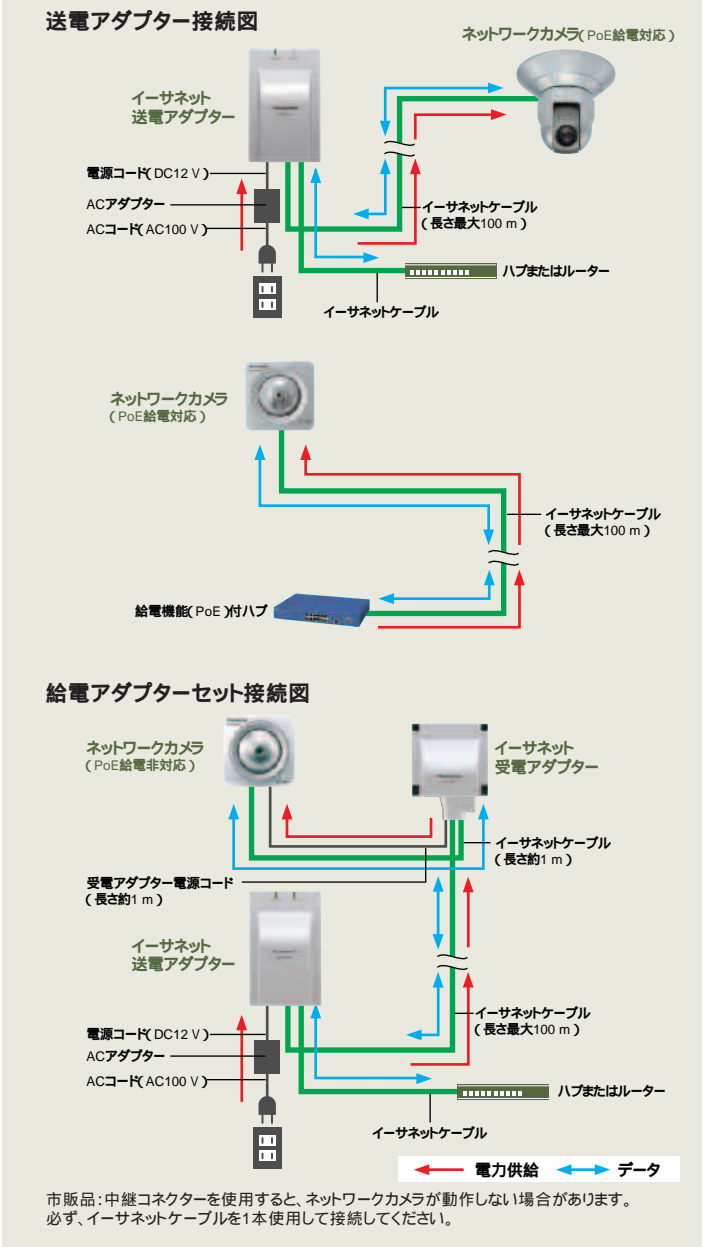 送電アダプター接続図
ネットワークカメラ(PoE給電対応)
イーサネット
送電アダプター
電源コード(DC12 V)
ACアダプター
ACコード(AC100 V)
イーサネットケーブル
(長さ最大100 m)
ハブまたはルーター
イーサネットケーブル
ネットワークカメラ
(PoE給電対応)
イーサネットケーブル
(長さ最大100 m)
給電機能(PoE)付ハブ
給電アダプターセット接続図
ネットワークカメラ
(PoE給電非対応)
イーサネット
受電アダプター
イーサネットケーブル
(長さ約1 m)
受電アダプター電源コード
(長さ約1 m)
イーサネット
送電アダプター
イーサネットケーブル
(長さ最大100 m)
電源コード(DC12 V)
ACアダプター
ACコード(AC100 V)
ハブまたはルーター
イーサネットケーブル
電力供給 データ
市販品:中継コネクターを使用すると、ネットワークカメラが動作しない場合があります。
必ず、イーサネットケーブルを1本使用して接続してください。